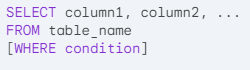 SELECT column1, column2, ...
FROM table_name
[WHERE condition]